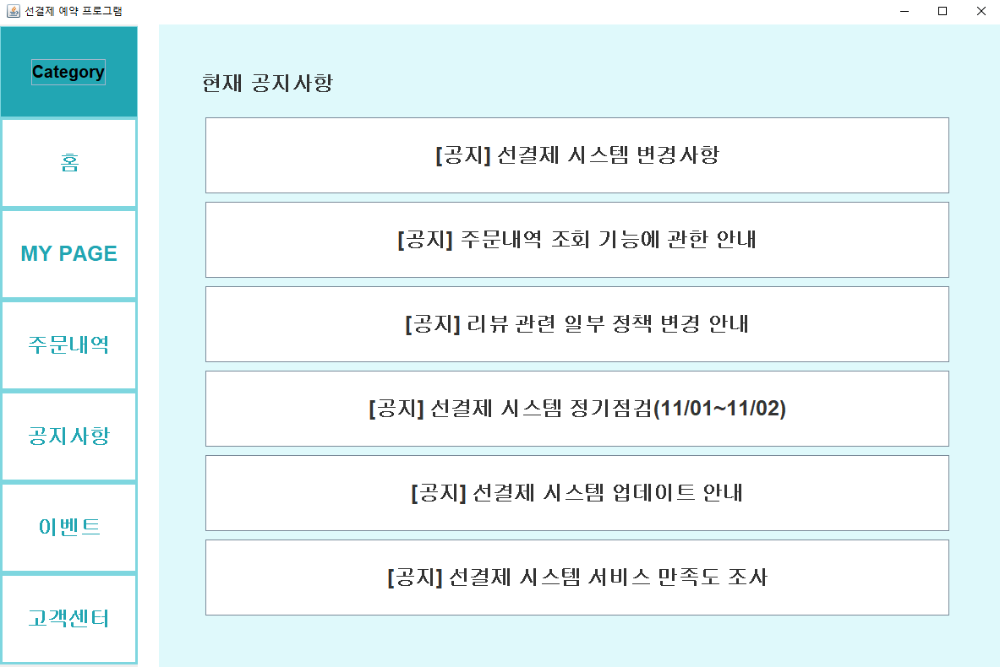 선결제 예약 프로그램
Category
홈
MY PAGE
주문내역
공지사항
이벤트
고객센터
현재 공지사항
[공지] 선결제 시스템 변경사항
[공지] 주문내역 조회 기능에 관한 안내
[공지] 리뷰 관련 일부 정책 변경 안내
[공지] 선결제 시스템 정기점검(11/01~11/02)
[공지] 선결제 시스템 업데이트 안내
[공지] 선결제 시스템 서비스 만족도 조사